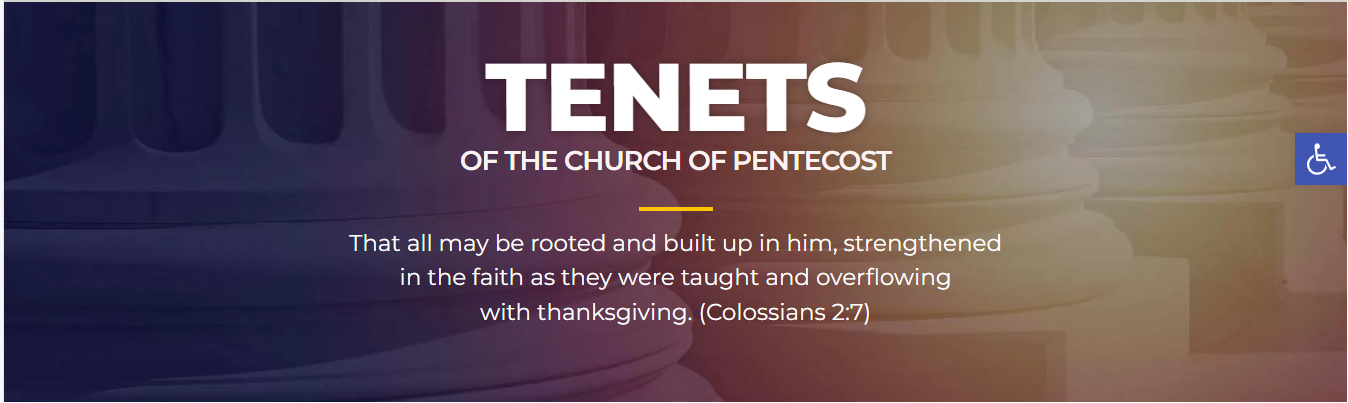 TENETS
OF THE CHURCH OF PENTECOST
That all may be rooted and built up in him, strengthened
in the faith as they were taught and overflowing
with thanksgiving. (Colossians 2:7)